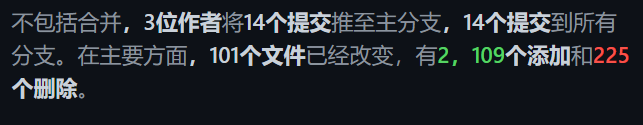 不包括合并，3位作者将14个提交推至主分支，14个提交到所有
分支。在主要方面，101个文件已经改变，有2，109个添加和225
个删除。